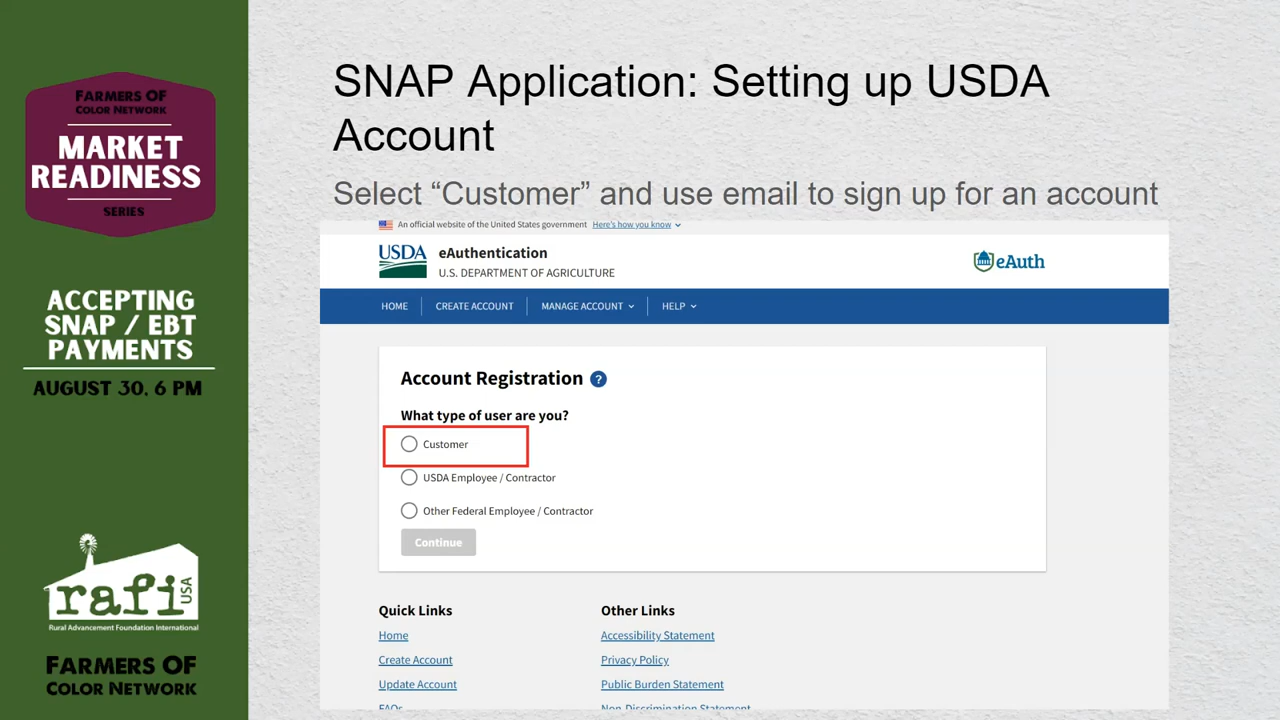 FARMERS OF
COLOR NETWORK
MARKET
READINESS
SERIES
ACCEPTING
SNAP / EBT
PAYMENTS
AUGUST 30, 6 PM
rafi
USA
Rural Advancement Foundation International
FARMERS OF
COLOR NETWORK
SNAP Application: Setting up USDA
Account
Select “Customer” and use email to sign up for an account
An official website of the United States government Here's how you know
USDA
eAuthentication
U.S. DEPARTMENT OF AGRICULTURE
eAuth
HOME CREATE ACCOUNT MANAGE ACCOUNT HELP
Account Registration ?
What type of user are you?
Customer
USDA Employee / Contractor
Other Federal Employee / Contractor
Continue
Quick Links
Home
Create Account
Update Account
FAQs
Other Links
Accessibility Statement
Privacy Policy
Public Burden Statement
Non-Discrimination Statement